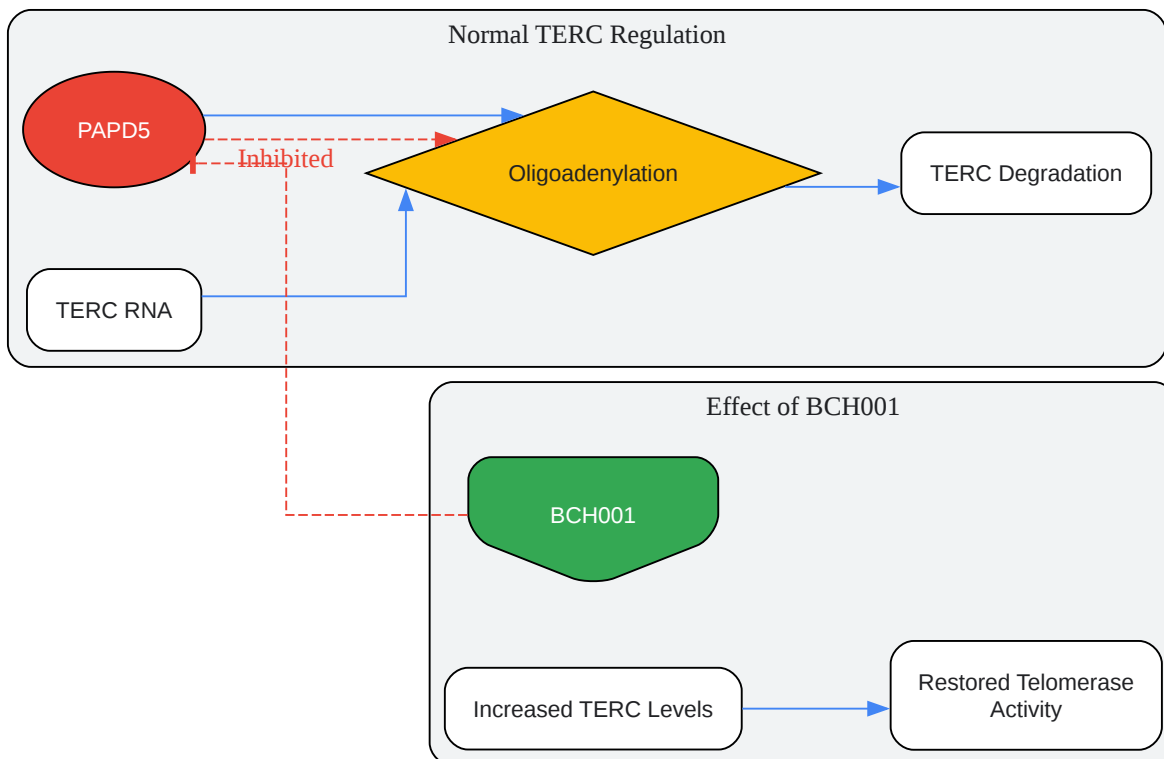 Normal TERC Regulation
PAPD5
Inhibited
Oligoadenylation
TERC Degradation
TERC RNA
Effect of BCH001
BCH001
Increased TERC Levels
Restored Telomerase
Activity